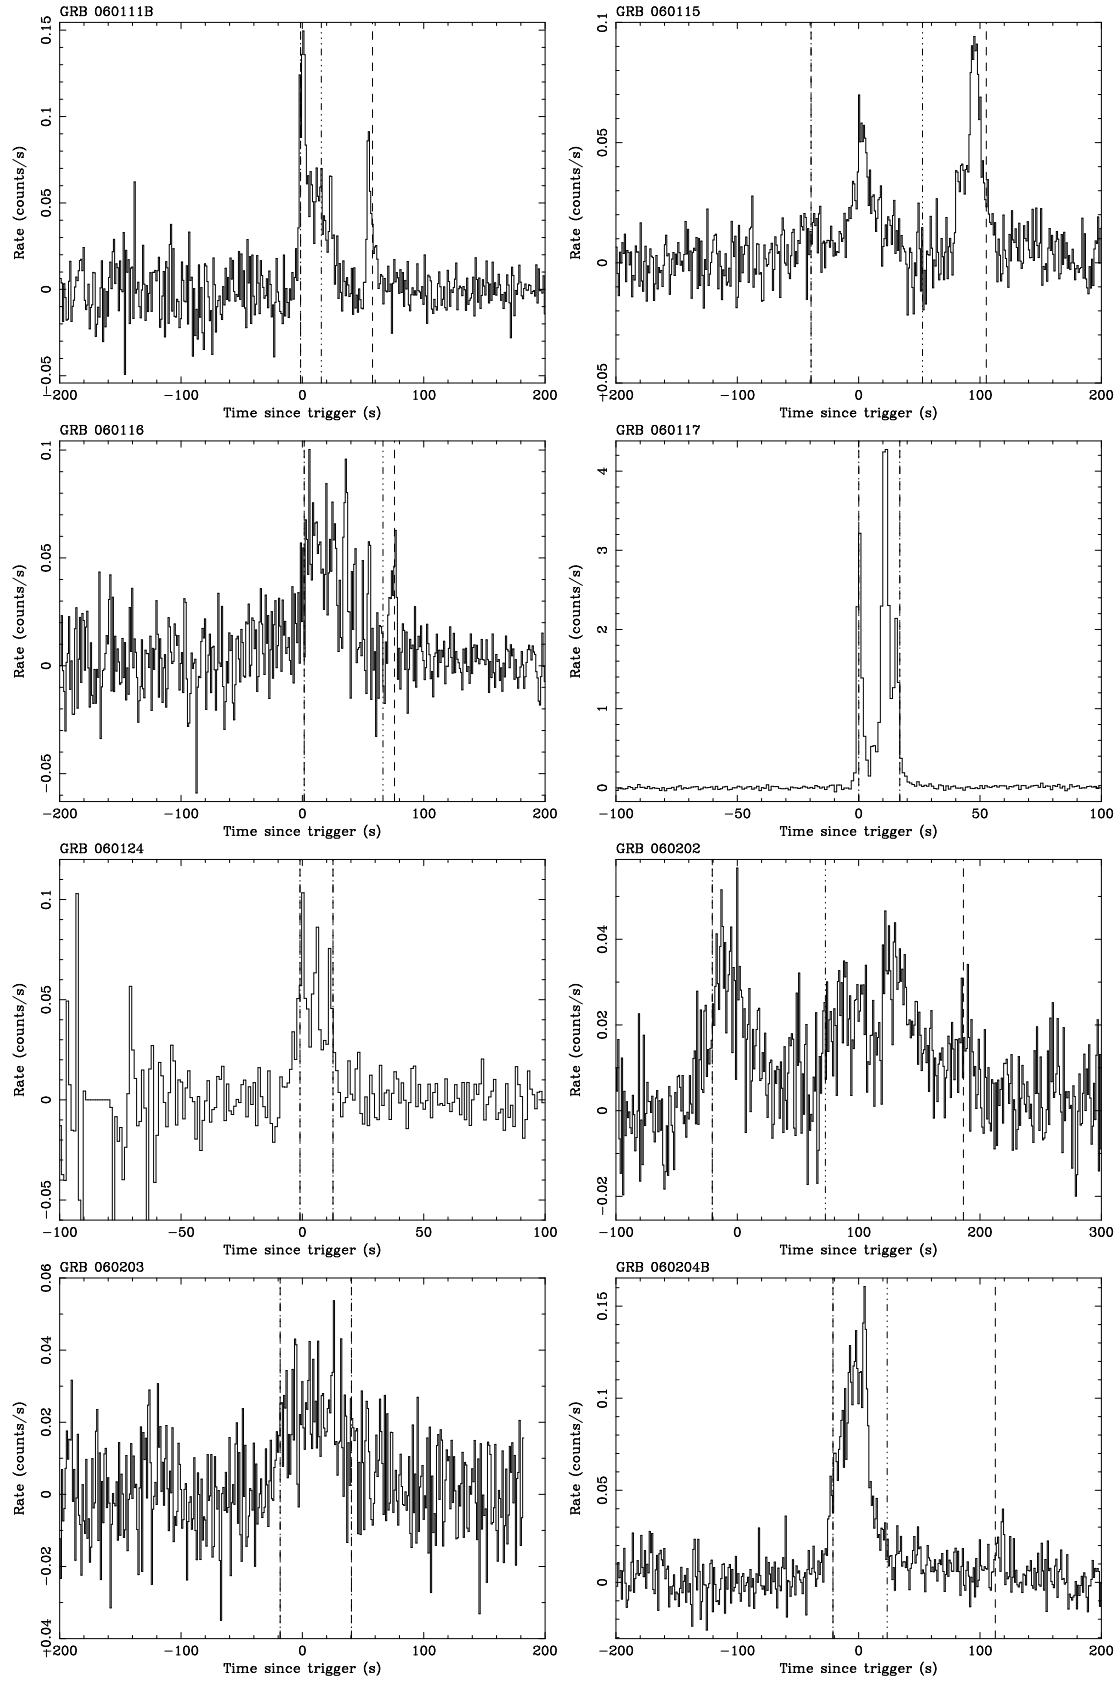 GRB 060111B
Rate (counts/s)
0.15
0.1
0.05
0
−0.05
−200 −100 0 100 200
Time since trigger (s)
GRB 060115
Rate (counts/s)
0.1
0.05
0
−0.05
−200 −100 0 100 200
Time since trigger (s)
GRB 060116
Rate (counts/s)
0.1
0.05
0
−0.05
−200 −100 0 100 200
Time since trigger (s)
GRB 060117
Rate (counts/s)
4
3
2
1
0
−100 −50 0 50 100
Time since trigger (s)
GRB 060124
Rate (counts/s)
0.1
0.05
0
−0.05
−100 −50 0 50 100
Time since trigger (s)
GRB 060202
Rate (counts/s)
0.04
0.02
0
−0.02
−100 0 100 200 300
Time since trigger (s)
GRB 060203
Rate (counts/s)
0.06
0.04
0.02
0
−0.02
−0.04
−200 −100 0 100 200
Time since trigger (s)
GRB 060204B
Rate (counts/s)
0.15
0.1
0.05
0
−200 −100 0 100 200
Time since trigger (s)